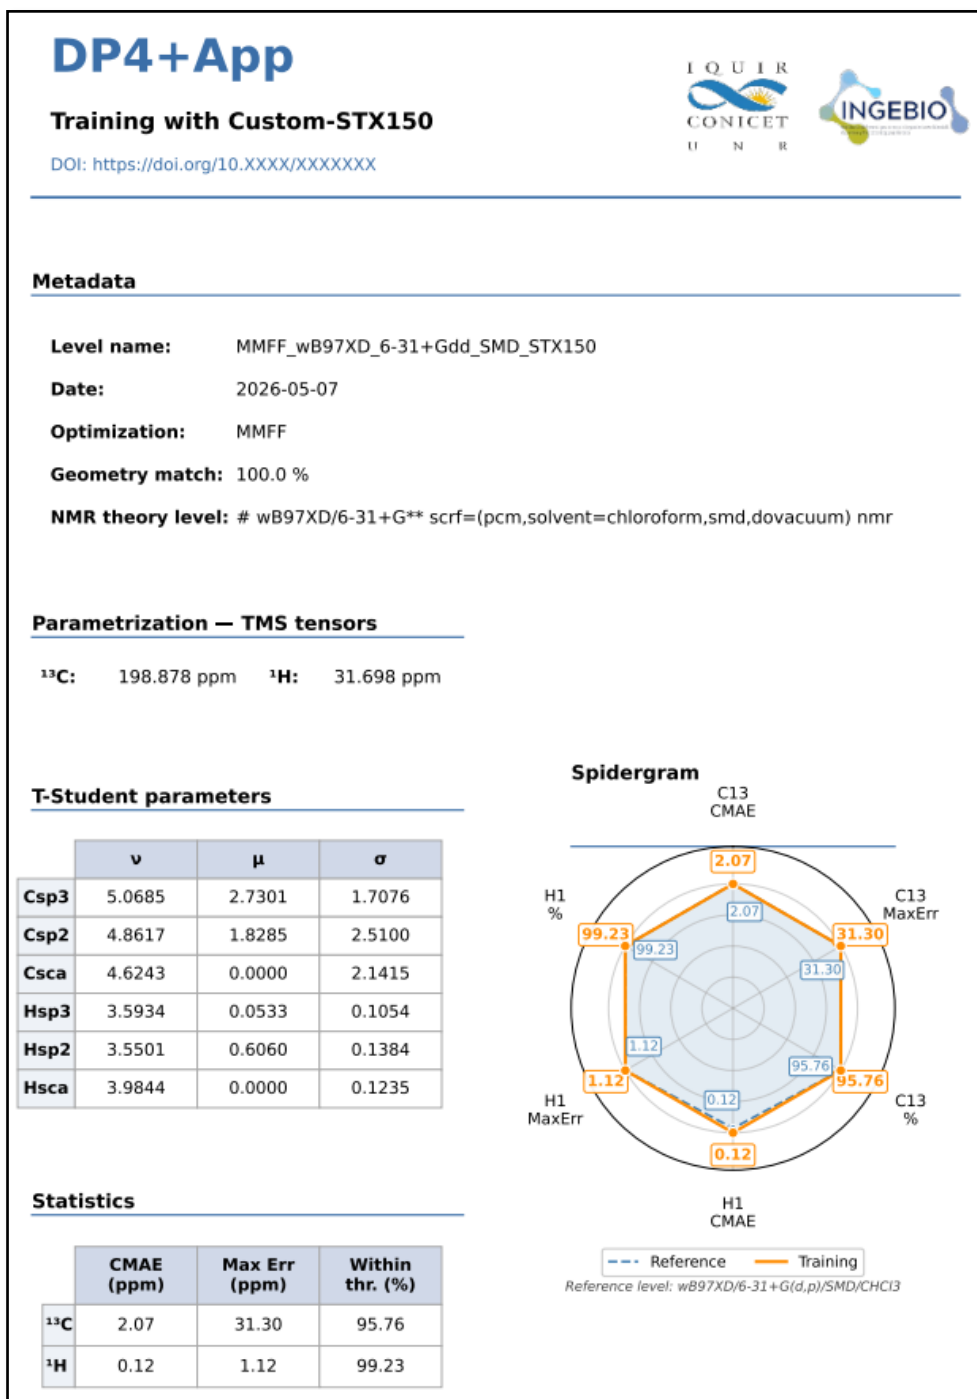 DP4+App
Training with Custom-STX150
DOI: https://doi.org/10.XXXX/XXXXXXX
I Q U I R
CONICET
U N R
INGEBIO
Metadata
Level name: MMFF_wB97XD_6-31+Gdd_SMD_STX150
Date: 2026-05-07
Optimization: MMFF
Geometry match: 100.0 %
NMR theory level: # wB97XD/6-31+G** scrf=(pcm,solvent=chloroform,smd,dovacuum) nmr
Parametrization — TMS tensors
¹³C: 198.878 ppm ¹H: 31.698 ppm
T-Student parameters
ν μ σ
Csp3 5.0685 2.7301 1.7076
Csp2 4.8617 1.8285 2.5100
Csca 4.6243 0.0000 2.1415
Hsp3 3.5934 0.0533 0.1054
Hsp2 3.5501 0.6060 0.1384
Hsca 3.9844 0.0000 0.1235
Statistics
CMAE (ppm) Max Err (ppm) Within thr. (%)
¹³C 2.07 31.30 95.76
¹H 0.12 1.12 99.23
Spidergram
C13
CMAE
2.07
2.07
C13
MaxErr
31.30
31.30
95.76
95.76
C13
%
0.12
0.12
H1
CMAE
1.12
1.12
H1
MaxErr
H1
%
99.23
99.23
Reference Training
Reference level: wB97XD/6-31+G(d,p)/SMD/CHCl3